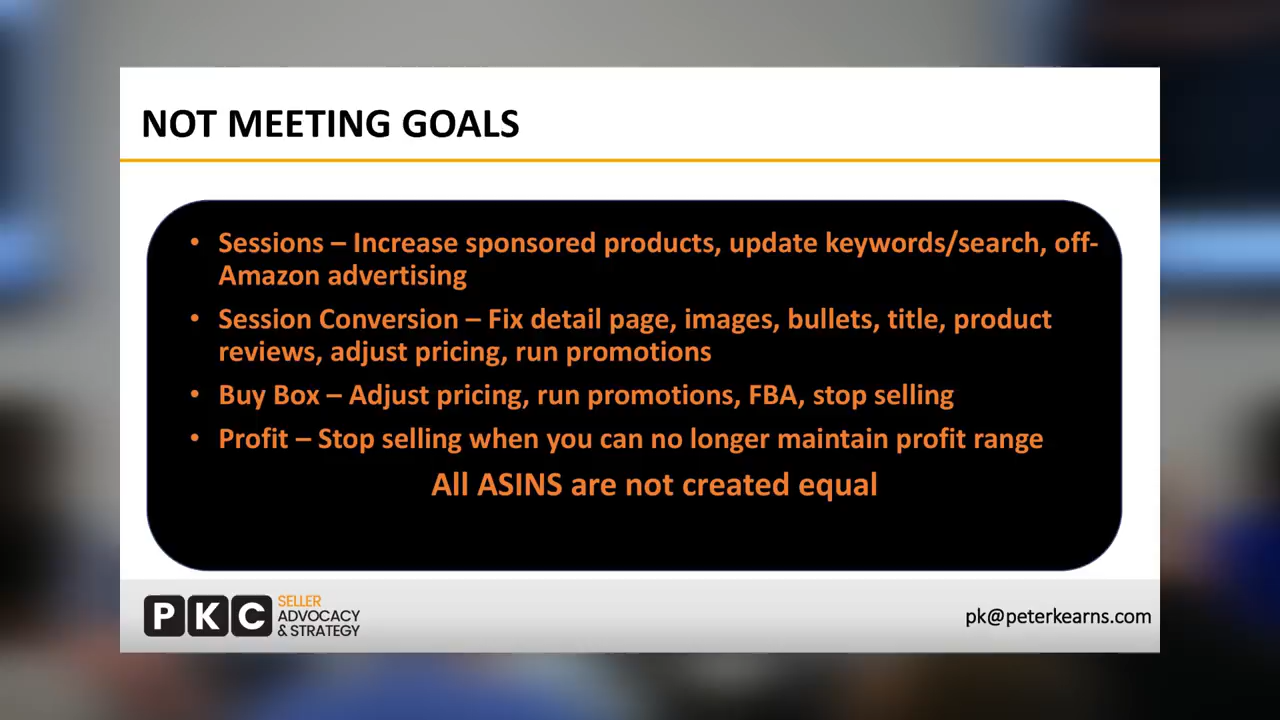 NOT MEETING GOALS
• Sessions – Increase sponsored products, update keywords/search, off-
Amazon advertising
• Session Conversion – Fix detail page, images, bullets, title, product
reviews, adjust pricing, run promotions
• Buy Box – Adjust pricing, run promotions, FBA, stop selling
• Profit – Stop selling when you can no longer maintain profit range
All ASINS are not created equal
PKC
SELLER
ADVOCACY
& STRATEGY
pk@peterkearns.com